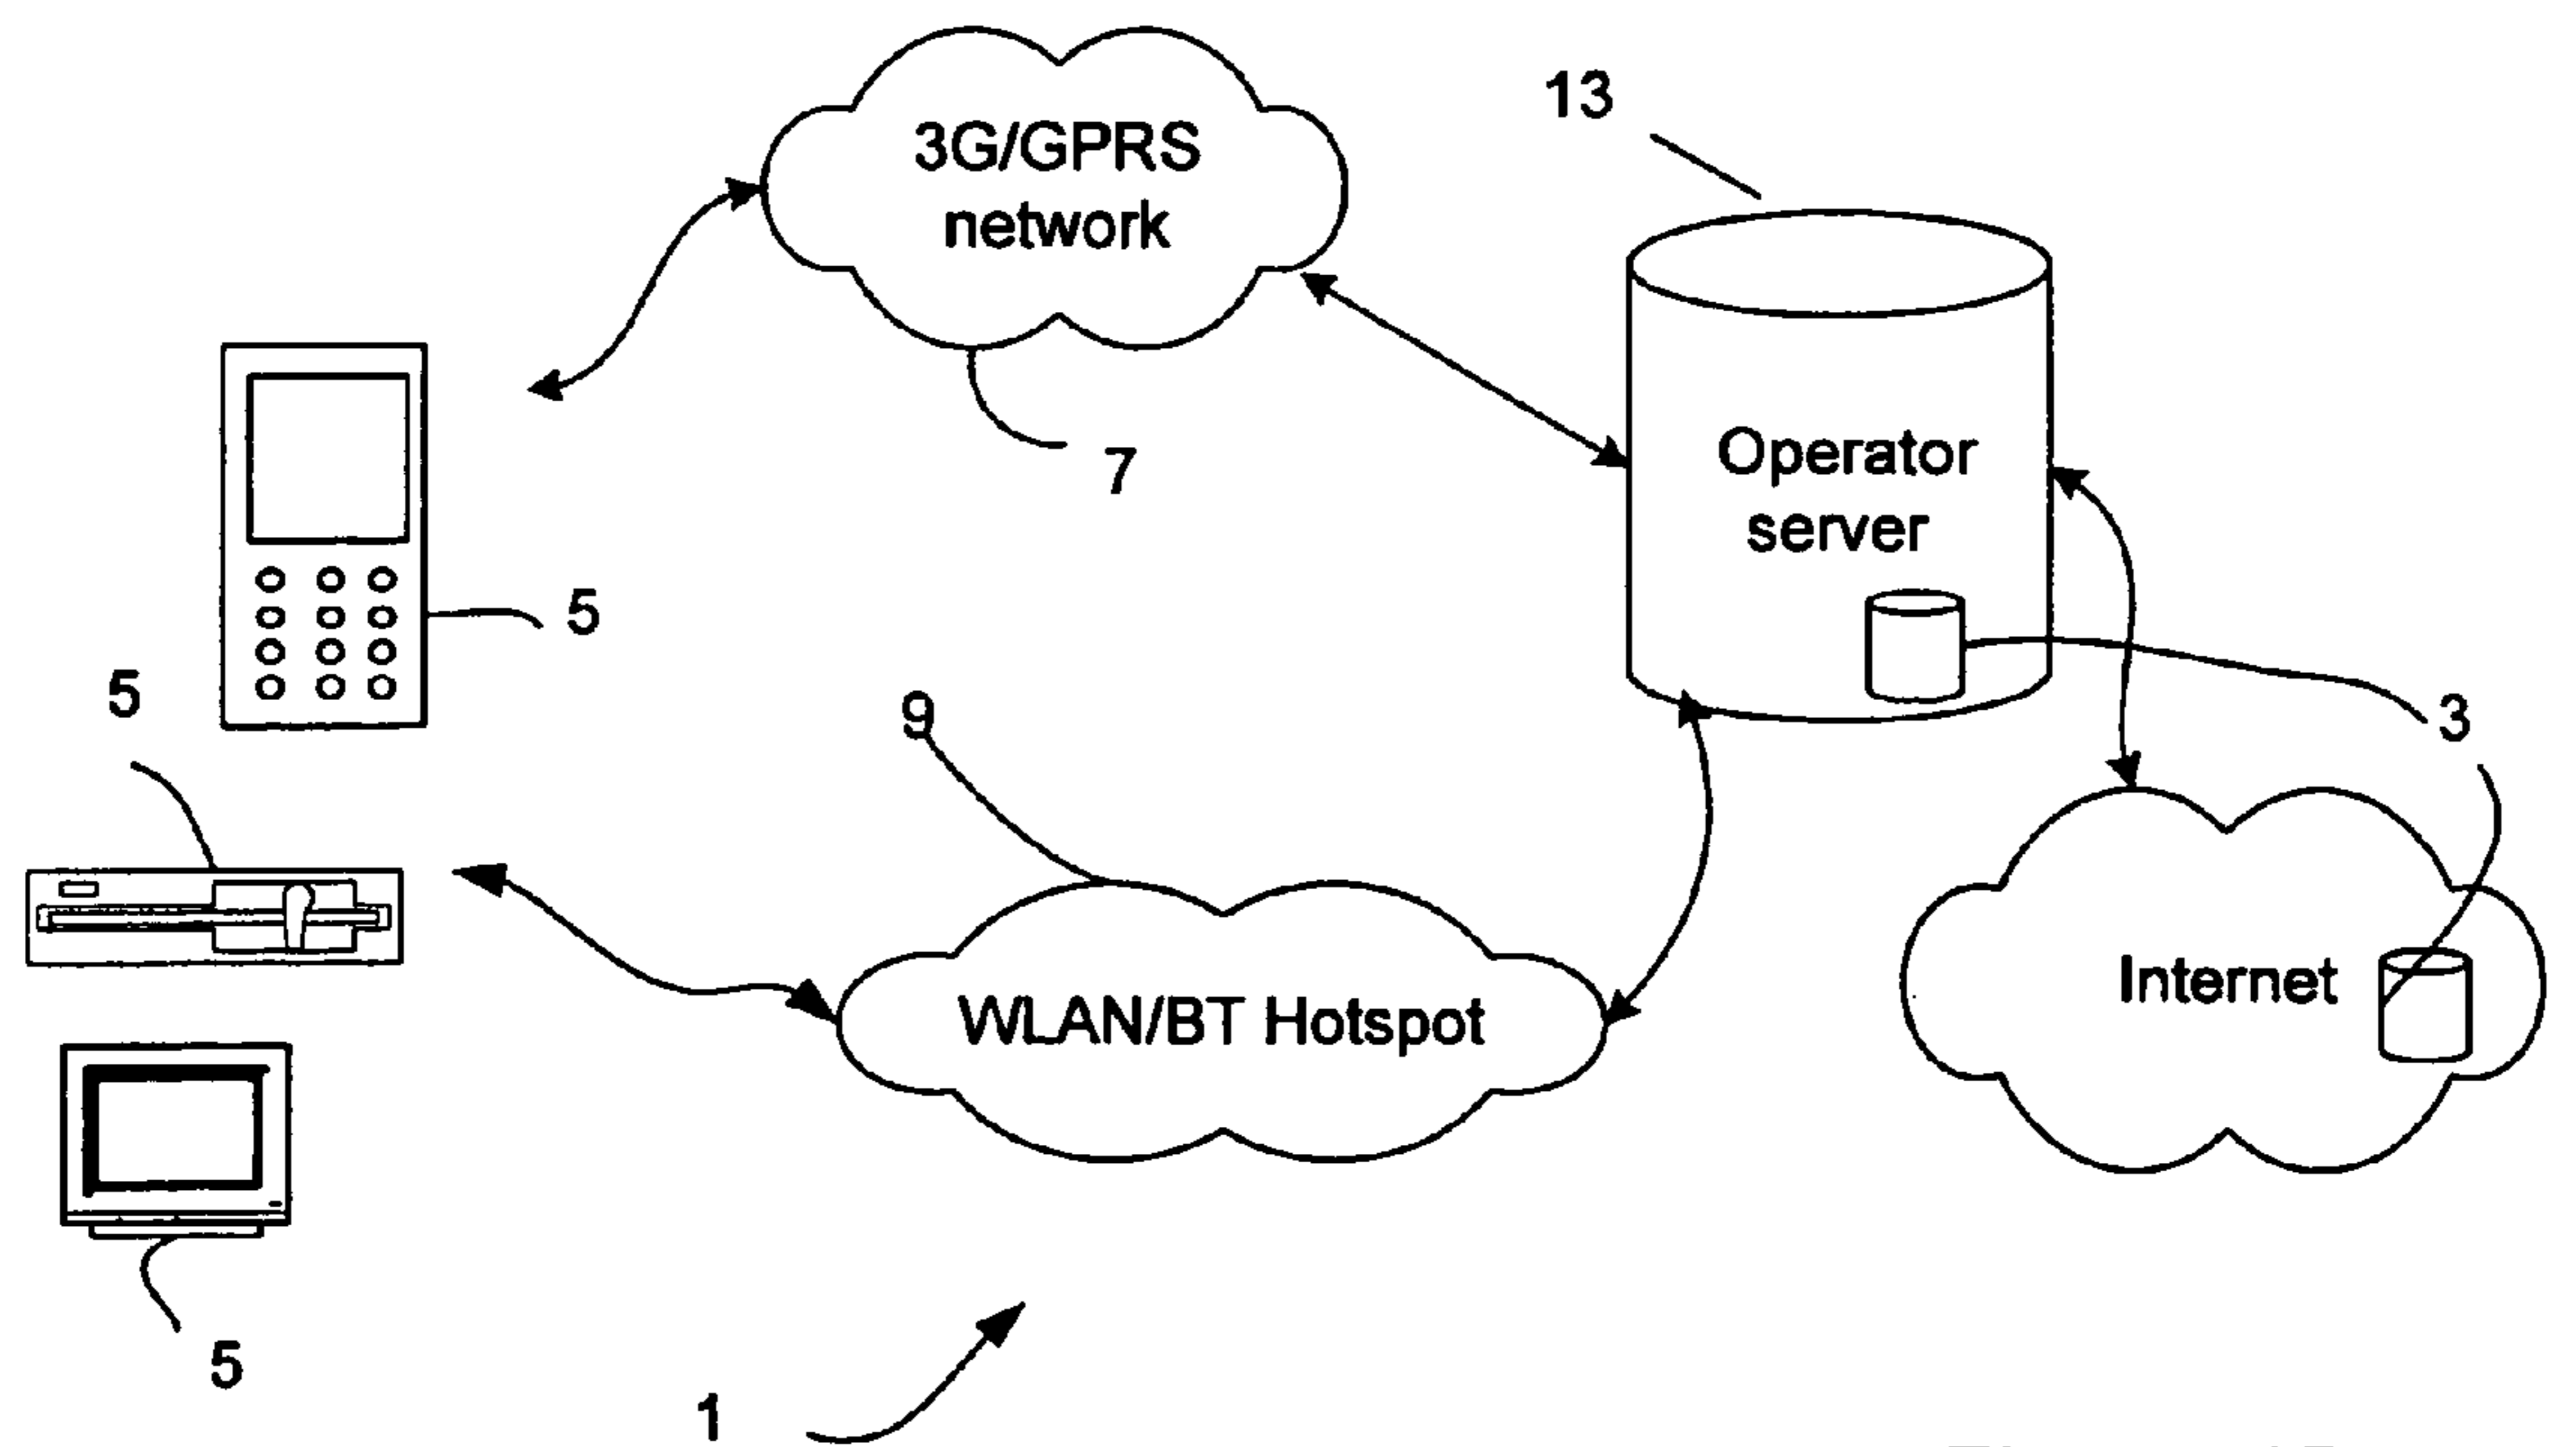 3G/GPRS
network
13
7
Operator
server
5
5
9
3
WLAN/BT Hotspot
Internet
5
1